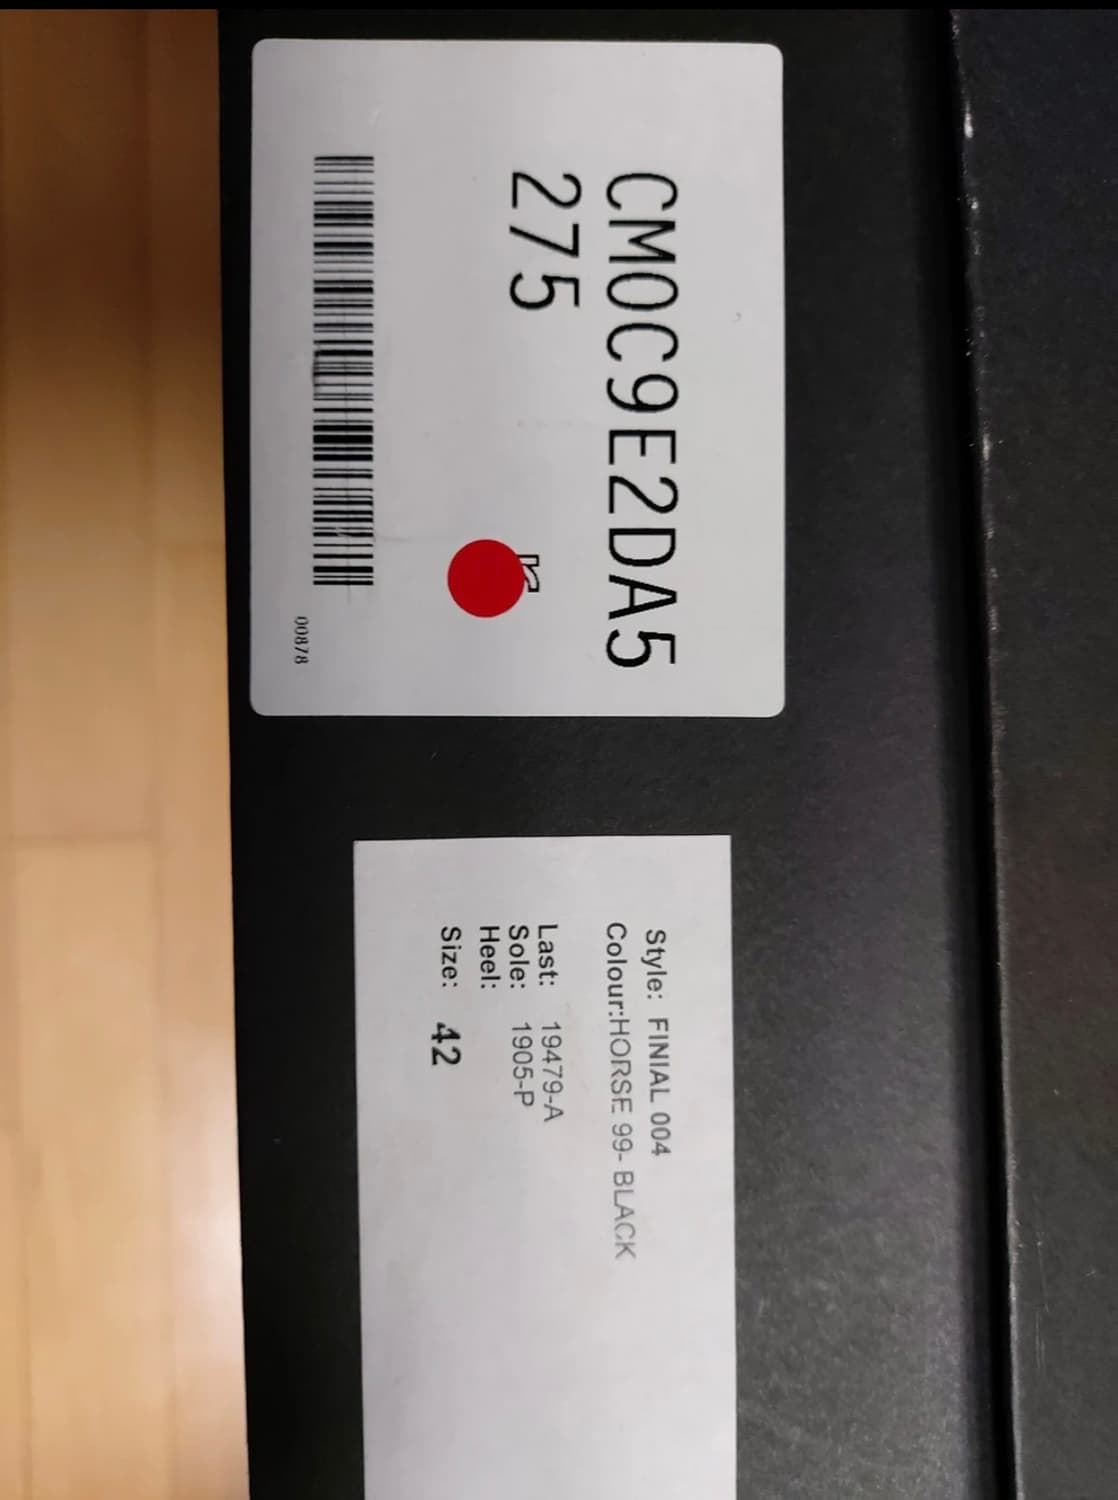 CM0C9E2DA5
275
00878
Style: FINIAL 004
Colour:HORSE 99- BLACK
Last: 19479-A
Sole: 1905-P
Heel:
Size: 42